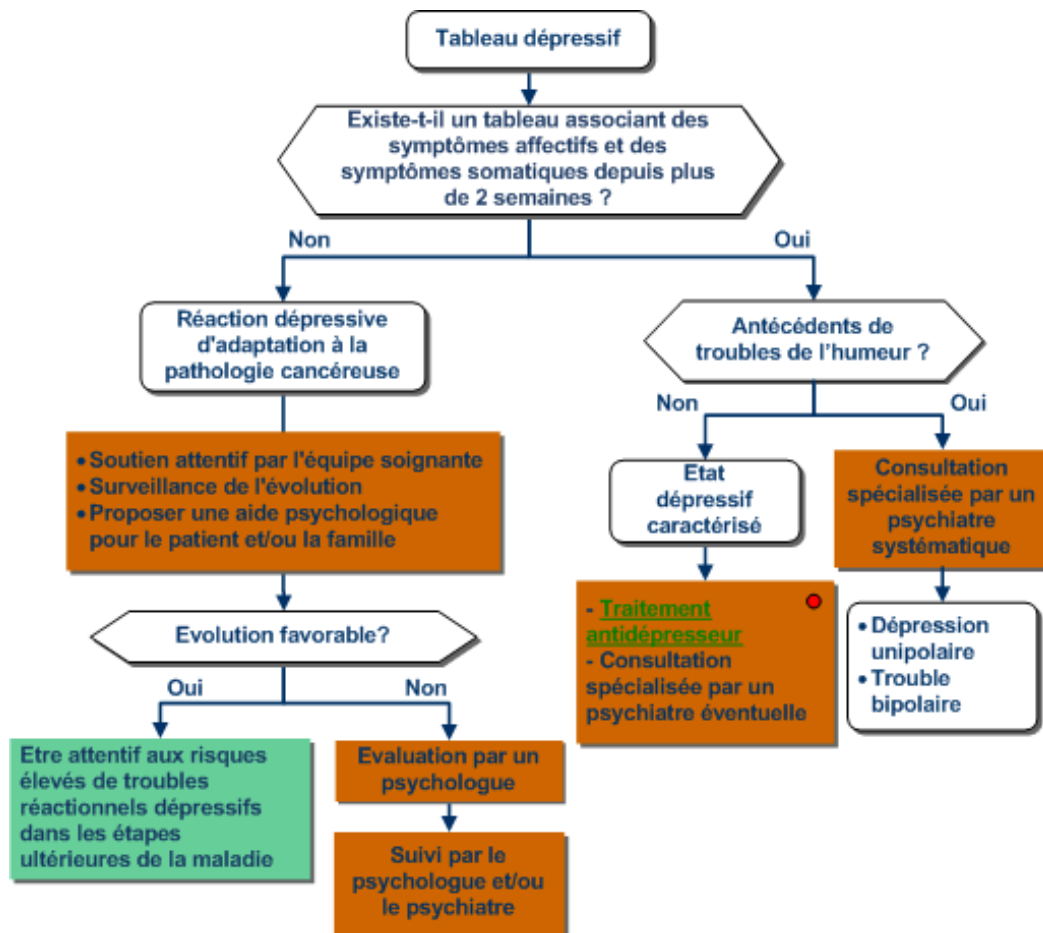 Tableau dépressif
Existe-t-il un tableau associant des
symptômes affectifs et des
symptômes somatiques depuis plus
de 2 semaines ?
Non
Oui
Réaction dépressive
d'adaptation à la
pathologie cancéreuse
Antécédents de
troubles de l'humeur ?
Non
Oui
•Soutien attentif par l'équipe soignante
•Surveillance de l'évolution
•Proposer une aide psychologique
pour le patient et/ou la famille
Etat
dépressif
caractérisé
Consultation
spécialisée par un
psychiatre
systématique
- Traitement
antidépresseur
- Consultation
spécialisée par un
psychiatre éventuelle
•Dépression
unipolaire
•Trouble
bipolaire
Evolution favorable?
Oui
Non
Etre attentif aux risques
élevés de troubles
réactionnels dépressifs
dans les étapes
ultérieures de la maladie
Evaluation par un
psychologue
Suivi par le
psychologue et/ou
le psychiatre